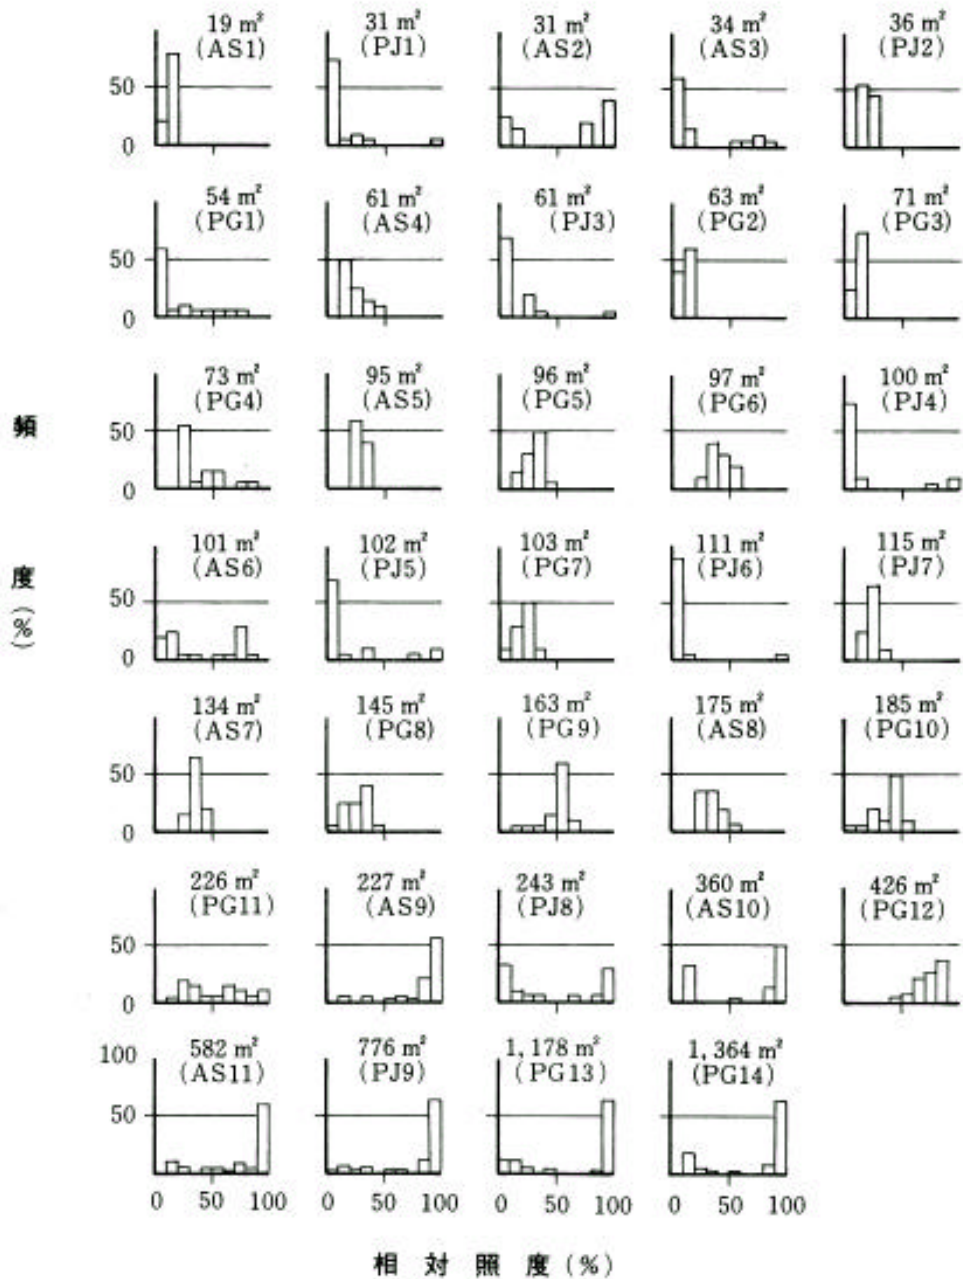 19 m² 31 m² 31 m² 34 m² 36 m²
(AS1) (PJ1) (AS2) (AS3) (PJ2)
50
0
54 m² 61 m² 61 m² 63 m² 71 m²
(PG1) (AS4) (PJ3) (PG2) (PG3)
50
0
73 m² 95 m² 96 m² 97 m² 100 m²
(PG4) (AS5) (PG5) (PG6) (PJ4)
50
0
101 m² 102 m² 103 m² 111 m² 115 m²
(AS6) (PJ5) (PG7) (PJ6) (PJ7)
50
0
134 m² 145 m² 163 m² 175 m² 185 m²
(AS7) (PG8) (PG9) (AS8) (PG10)
50
0
226 m² 227 m² 243 m² 360 m² 426 m²
(PG11) (AS9) (PJ8) (AS10) (PG12)
50
0
582 m² 776 m² 1,178 m² 1,364 m²
(AS11) (PJ9) (PG13) (PG14)
100
50
0 50 100 0 50 100 0 50 100 0 50 100
頻度(%)
相対照度(%)